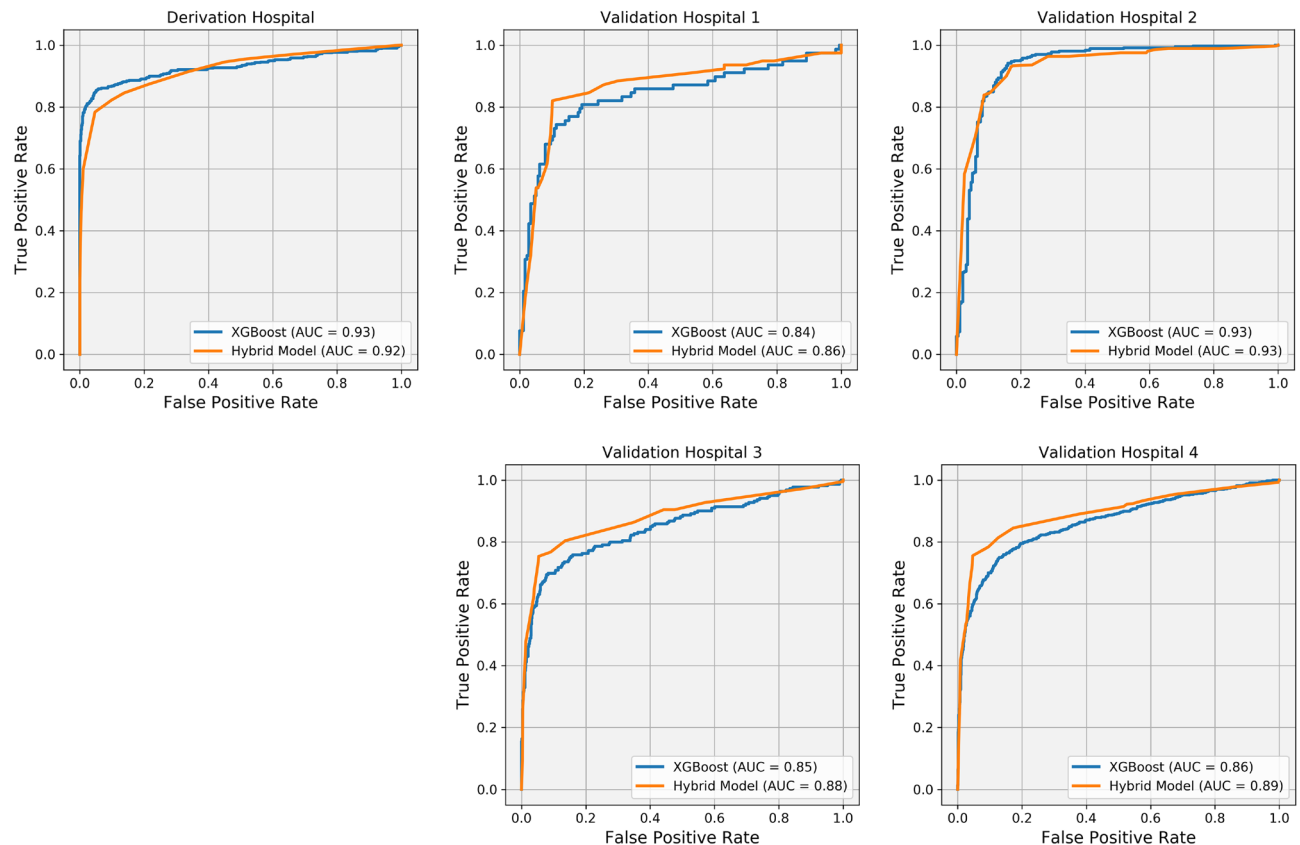 Derivation Hospital
1.0
0.8
0.6
0.4
0.2
0.0
True Positive Rate
XGBoost (AUC = 0.93)
Hybrid Model (AUC = 0.92)
0.0 0.2 0.4 0.6 0.8 1.0
False Positive Rate
Validation Hospital 1
1.0
0.8
0.6
0.4
0.2
0.0
True Positive Rate
XGBoost (AUC = 0.84)
Hybrid Model (AUC = 0.86)
0.0 0.2 0.4 0.6 0.8 1.0
False Positive Rate
Validation Hospital 2
1.0
0.8
0.6
0.4
0.2
0.0
True Positive Rate
XGBoost (AUC = 0.93)
Hybrid Model (AUC = 0.93)
0.0 0.2 0.4 0.6 0.8 1.0
False Positive Rate
Validation Hospital 3
1.0
0.8
0.6
0.4
0.2
0.0
True Positive Rate
XGBoost (AUC = 0.85)
Hybrid Model (AUC = 0.88)
0.0 0.2 0.4 0.6 0.8 1.0
False Positive Rate
Validation Hospital 4
1.0
0.8
0.6
0.4
0.2
0.0
True Positive Rate
XGBoost (AUC = 0.86)
Hybrid Model (AUC = 0.89)
0.0 0.2 0.4 0.6 0.8 1.0
False Positive Rate